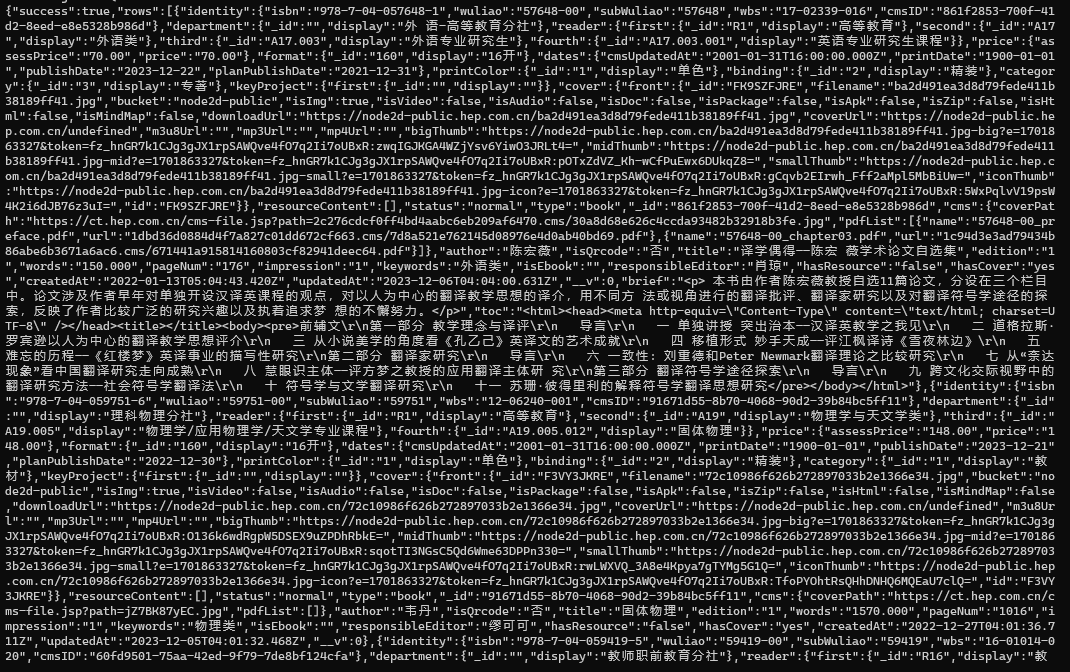 {"success":true,"rows":[{"identity":{"isbn":"978-7-04-057648-1","wuliao":"57648-00","subWuliao":"57648","wbs":"17-02339-016","cmsID":"861f2853-700f-41
d2-8eed-e8e5328b986d"},"department":{"_id":"","display":"外 语—高等教育分社"},"reader":{"first":{"_id":"R1","display":"高等教育"},"second":{"_id":"A17
","display":"外语类"},"third":{"_id":"A17.003","display":"外语专业研究生"},"fourth":{"_id":"A17.003.001","display":"英语专业研究生课程"}},"price":{"as
sessPrice":"70.00","price":"70.00"},"format":{"_id":"160","display":"16开"},"dates":{"cmsUpdatedAt":"2001-01-31T16:00:00.000Z","printDate":"1900-01-01
","publishDate":"2023-12-22","planPublishDate":"2021-12-31"},"printColor":{"_id":"1","display":"单色"},"binding":{"_id":"2","display":"精装"},"categor
y":{"_id":"3","display":"专著"},"keyProject":{"first":{"_id":"","display":""}},"cover":{"front":{"_id":"FK9SZFJRE","filename":"ba2d491ea3d8d79fede411b
38189ff41.jpg","bucket":"node2d-public","isImg":true,"isVideo":false,"isAudio":false,"isDoc":false,"isPackage":false,"isApk":false,"isZip":false,"isHt
ml":false,"isMindMap":false,"downloadUrl":"https://node2d-public.hep.com.cn/ba2d491ea3d8d79fede411b38189ff41.jpg","coverUrl":"https://node2d-public.he
p.com.cn/undefined","m3u8Url":"","mp3Url":"","mp4Url":"","bigThumb":"https://node2d-public.hep.com.cn/ba2d491ea3d8d79fede411b38189ff41.jpg-big?e=17018
63327&token=fz_hnGR7k1CJg3gJX1rpSAWQve4fO7q2Ii7oUBxR:zwqIGJKGA4WZjYsv6YiwO3JRLt4=","midThumb":"https://node2d-public.hep.com.cn/ba2d491ea3d8d79fede411
b38189ff41.jpg-mid?e=1701863327&token=fz_hnGR7k1CJg3gJX1rpSAWQve4fO7q2Ii7oUBxR:pOTxZdVZ_Kh-wCfPuEwx6DUkqZ8=","smallThumb":"https://node2d-public.hep.c
om.cn/ba2d491ea3d8d79fede411b38189ff41.jpg-small?e=1701863327&token=fz_hnGR7k1CJg3gJX1rpSAWQve4fO7q2Ii7oUBxR:gCqvb2EIrwh_Fff2aMpl5MbBiUw=","iconThumb"
:"https://node2d-public.hep.com.cn/ba2d491ea3d8d79fede411b38189ff41.jpg-icon?e=1701863327&token=fz_hnGR7k1CJg3gJX1rpSAWQve4fO7q2Ii7oUBxR:5WxPqlvV19psW
4K2i6dJB76z3uI=","id":"FK9SZFJRE"}},"resourceContent":[],"status":"normal","type":"book","_id":"861f2853-700f-41d2-8eed-e8e5328b986d","cms":{"coverPat
h":"https://ct.hep.com.cn/cms-file.jsp?path=2c276cdcf0ff4bd4aabc6eb209af6470.cms/30a8d68e626c4ccda93482b32918b3fe.jpg","pdfList":[{"name":"57648-00_pr
eface.pdf","url":"1dbd36d0884d4f7a827c01dd672cf663.cms/7d8a521e762145d08976e4d0ab40bd69.pdf"},{"name":"57648-00_chapter03.pdf","url":"1c94d3e3ad79434b
86abe6b3671a6ac6.cms/671441a915814160803cf82941deec64.pdf"}]},"author":"陈宏薇","isQrcode":"否","title":"译学偶得—陈宏 薇学术论文自选集","edition":"1
","words":"150.000","pageNum":"176","impression":"1","keywords":"外语类","isEbook":"","responsibleEditor":"肖琼","hasResource":"false","hasCover":"yes
","createdAt":"2022-01-13T05:04:43.420Z","updatedAt":"2023-12-06T04:04:00.631Z","__v":0,"brief":"<p> 本书由作者陈宏薇教授自选11篇论文，分设在三个栏目
中。论文涉及作者早年对单独开设汉译英课程的观点，对以人为中心的翻译教学思想的译介，用不同方 法或视角进行的翻译批评、翻译家研究以及对翻译符号学途径的探
索，反映了作者比较广泛的研究兴趣以及执着追求梦 想的不懈努力。</p>","toc":"<html><head><meta http-equiv=\"Content-Type\" content=\"text/html; charset=U
TF-8\" /></head><title></title><body><pre>前辅文\r\n第一部分 教学理念与译评\r\n  导言\r\n  一 单独讲授 突出治本——汉译英教学之我见\r\n  二 道格拉斯·
罗宾逊以人为中心的翻译教学思想评介\r\n  三 从小说美学的角度看《孔乙己》英译文的艺术成就\r\n  四 移植形式 妙手天成——评江枫译诗《雪夜林边》\r\n  五
难忘的历程——《红楼梦》英译事业的描写性研究\r\n第二部分 翻译家研究\r\n  导言\r\n  六 一致性: 刘重德和Peter Newmark翻译理论之比较研究\r\n  七 从“奈达
现象”看中国翻译研究走向成熟\r\n  八 慧眼识主体——评方梦之教授的应用翻译主体研 究\r\n第三部分 翻译符号学途径探索\r\n  导言\r\n  九 跨文化交际视野中的
翻译研究方法——社会符号学翻译法\r\n  十 符号学与文学翻译研究\r\n  十一 苏珊·彼得里利的解释符号学翻译思想研究</pre></body></html>"},{"identity":{"isbn
":"978-7-04-059751-6","wuliao":"59751-00","subWuliao":"59751","wbs":"12-06240-001","cmsID":"91671d55-8b70-4068-90d2-39b84bc5ff11"},"department":{"_id"
:"","display":"理科物理分社"},"reader":{"first":{"_id":"R1","display":"高等教育"},"second":{"_id":"A19","display":"物理学与天文学类"},"third":{"_id":"
A19.005","display":"物理学/应用物理学/天文学专业课程"},"fourth":{"_id":"A19.005.012","display":"固体物理"}},"price":{"assessPrice":"148.00","price":"1
48.00"},"format":{"_id":"160","display":"16开"},"dates":{"cmsUpdatedAt":"2001-01-31T16:00:00.000Z","printDate":"1900-01-01","publishDate":"2023-12-21"
,"planPublishDate":"2022-12-30"},"printColor":{"_id":"1","display":"单色"},"binding":{"_id":"2","display":"精装"},"category":{"_id":"1","display":"教
材"},"keyProject":{"first":{"_id":"","display":""}},"cover":{"front":{"_id":"F3VY3JKRE","filename":"72c10986f626b272897033b2e1366e34.jpg","bucket":"no
de2d-public","isImg":true,"isVideo":false,"isAudio":false,"isDoc":false,"isPackage":false,"isApk":false,"isZip":false,"isHtml":false,"isMindMap":false
,"downloadUrl":"https://node2d-public.hep.com.cn/72c10986f626b272897033b2e1366e34.jpg","coverUrl":"https://node2d-public.hep.com.cn/undefined","m3u8Ur
l":"","mp3Url":"","mp4Url":"","bigThumb":"https://node2d-public.hep.com.cn/72c10986f626b272897033b2e1366e34.jpg-big?e=1701863327&token=fz_hnGR7k1CJg3g
JX1rpSAWQve4fO7q2Ii7oUBxR:O136k6wdRgpW5DSEX9uZPDhRbkE=","midThumb":"https://node2d-public.hep.com.cn/72c10986f626b272897033b2e1366e34.jpg-mid?e=170186
3327&token=fz_hnGR7k1CJg3gJX1rpSAWQve4fO7q2Ii7oUBxR:sqotTI3NGsC5Qd6Wme63DPPn330=","smallThumb":"https://node2d-public.hep.com.cn/72c10986f626b27289703
3b2e1366e34.jpg-small?e=1701863327&token=fz_hnGR7k1CJg3gJX1rpSAWQve4fO7q2Ii7oUBxR:rwLWXVQ_3A8e4Kpya7gTYMg5G1Q=","iconThumb":"https://node2d-public.hep
.com.cn/72c10986f626b272897033b2e1366e34.jpg-icon?e=1701863327&token=fz_hnGR7k1CJg3gJX1rpSAWQve4fO7q2Ii7oUBxR:TfoPYOhtRsQHhDNHQ6MQEaU7clQ=","id":"F3VY
3JKRE"}},"resourceContent":[],"status":"normal","type":"book","_id":"91671d55-8b70-4068-90d2-39b84bc5ff11","cms":{"coverPath":"https://ct.hep.com.cn/c
ms-file.jsp?path=jZ7BK87yEC.jpg","pdfList":[]},"author":"韦丹","isQrcode":"否","title":"固体物理","edition":"1","words":"1570.000","pageNum":"1016","i
mpression":"1","keywords":"物理类","isEbook":"","responsibleEditor":"缪可可","hasResource":"false","hasCover":"yes","createdAt":"2022-12-27T04:01:36.7
11Z","updatedAt":"2023-12-05T04:01:32.468Z","__v":0},{"identity":{"isbn":"978-7-04-059419-5","wuliao":"59419-00","subWuliao":"59419","wbs":"16-01014-0
020","cmsID":"60fd9501-75aa-42ed-9f79-7de8bf124cfa"},"department":{"_id":"","display":"教师职前教育分社"},"reader":{"first":{"_id":"R16","display":"教